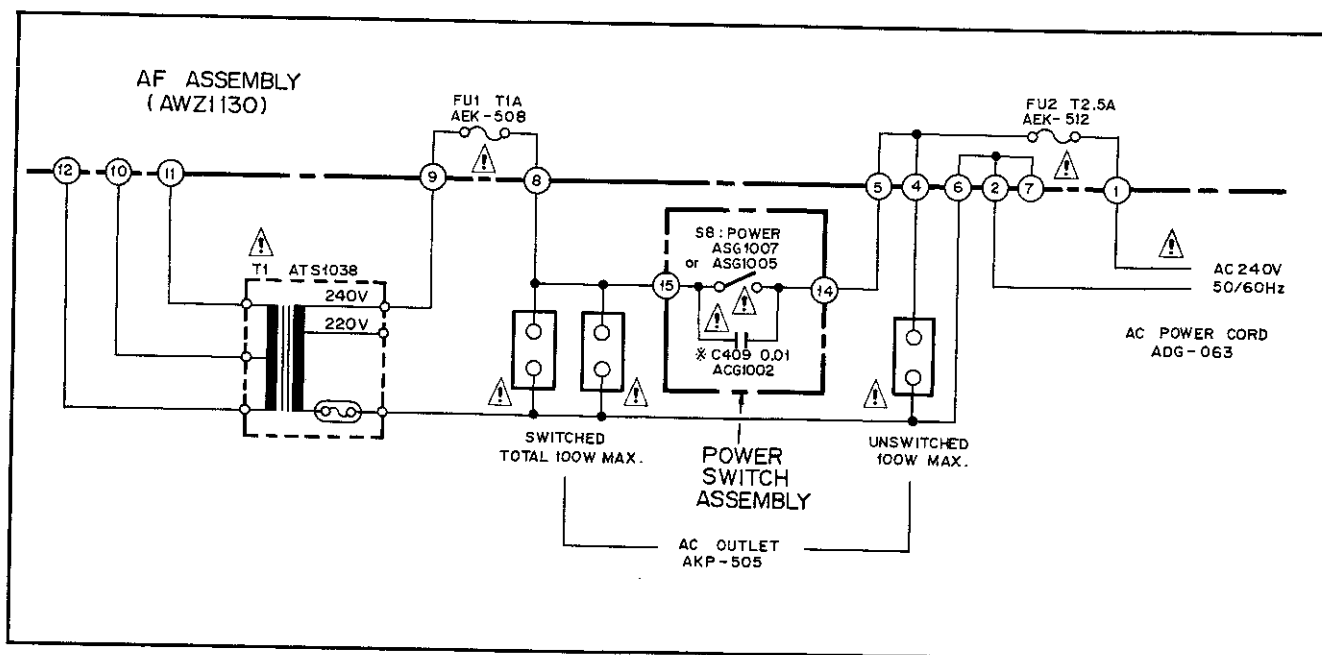 AF ASSEMBLY
(AWZ1130)
FU1 T1A
AEK-508
FU2 T2.5A
AEK-512
12
10
11
9
8
5
4
6
2
7
1
S8 : POWER
ASG1007
or ASG1005
15
14
※ C409 0.01
ACG1002
T1 ATS1038
240V
220V
AC 240V
50/60Hz
AC POWER CORD
ADG-063
SWITCHED
TOTAL 100W MAX.
POWER
SWITCH
ASSEMBLY
UNSWITCHED
100W MAX.
AC OUTLET
AKP-505